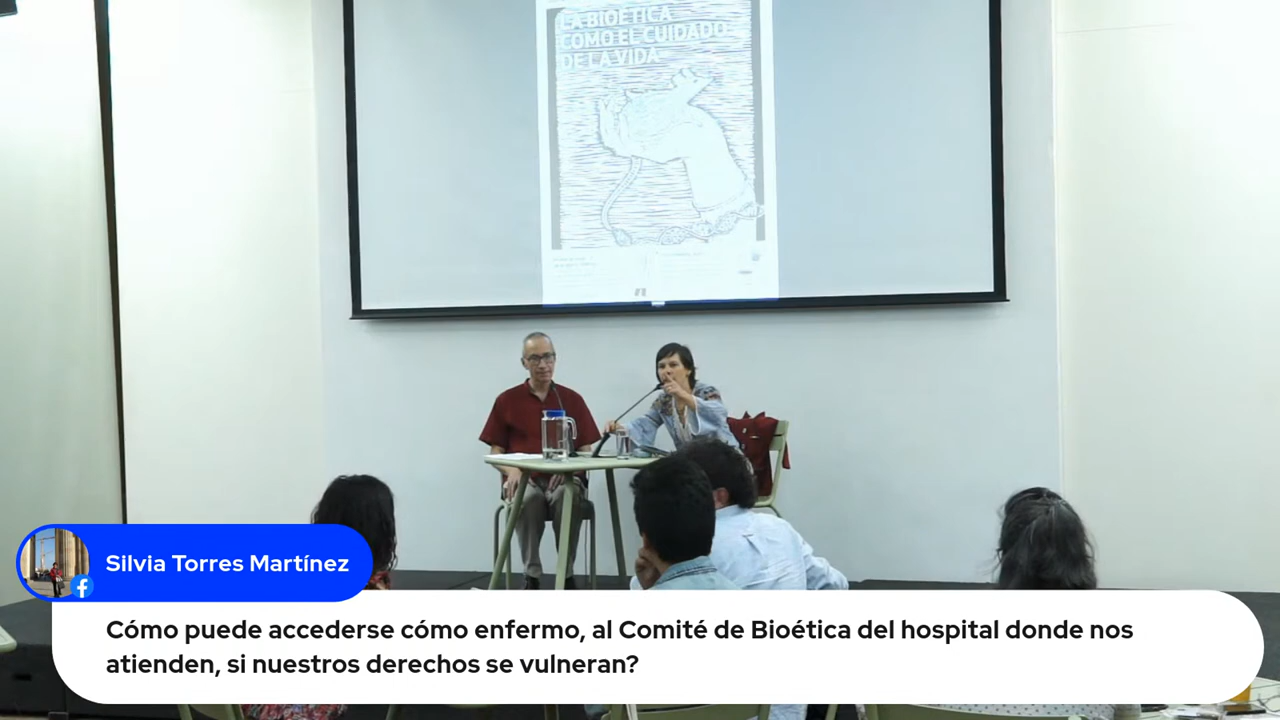 LA BIOÉTICA
COMO EL CUIDADO
DE LA VIDA
Silvia Torres Martínez
Cómo puede accederse cómo enfermo, al Comité de Bioética del hospital donde nos
atienden, si nuestros derechos se vulneran?